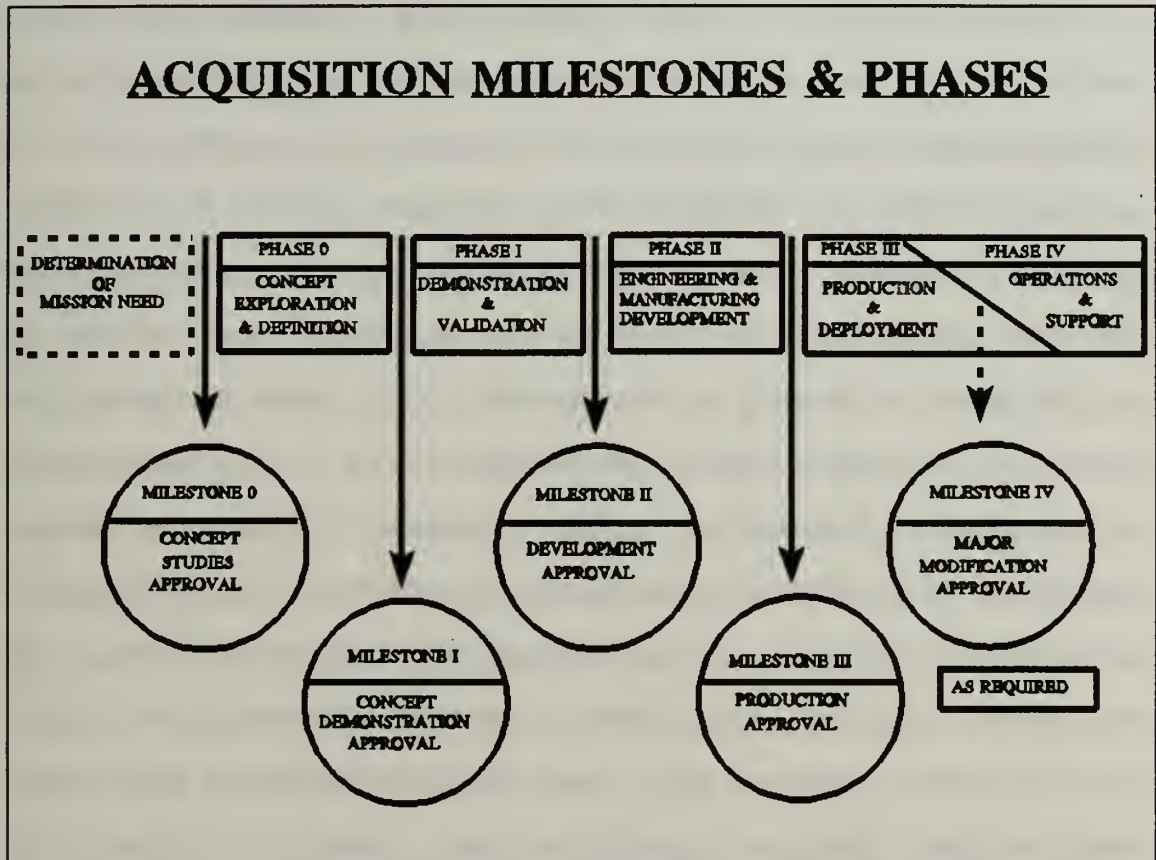 ACQUISITION MILESTONES & PHASES
DETERMINATION
OF
MISSION NEED
PHASE 0
CONCEPT
EXPLORATION
& DEFINITION
PHASE I
DEMONSTRATION
&
VALIDATION
PHASE II
ENGINEERING &
MANUFACTURING
DEVELOPMENT
PHASE III
PRODUCTION
&
DEPLOYMENT
PHASE IV
OPERATIONS
&
SUPPORT
MILESTONE 0
CONCEPT
STUDIES
APPROVAL
MILESTONE I
CONCEPT
DEMONSTRATION
APPROVAL
MILESTONE II
DEVELOPMENT
APPROVAL
MILESTONE III
PRODUCTION
APPROVAL
MILESTONE IV
MAJOR
MODIFICATION
APPROVAL
AS REQUIRED